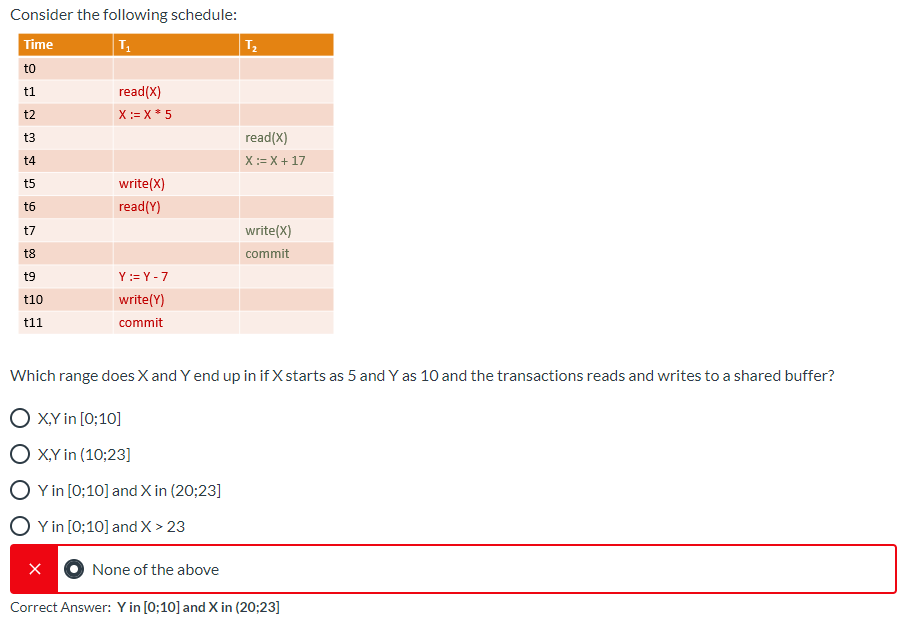 Consider the following schedule:
Time T₁ T₂
t0
t1 read(X)
t2 X := X * 5
t3 read(X)
t4 X := X + 17
t5 write(X)
t6 read(Y)
t7 write(X)
t8 commit
t9 Y := Y - 7
t10 write(Y)
t11 commit
Which range does X and Y end up in if X starts as 5 and Y as 10 and the transactions reads and writes to a shared buffer?
X,Y in [0;10]
X,Y in (10;23]
Y in [0;10] and X in (20;23]
Y in [0;10] and X > 23
None of the above
Correct Answer: Y in [0;10] and X in (20;23]